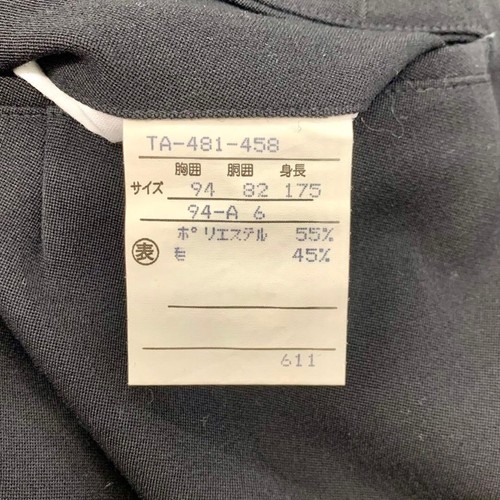 TA-481-458
胸囲 胴囲 身長
サイズ 94 82 175
94-A 6
ポリエステル 55%
表 毛 45%
611